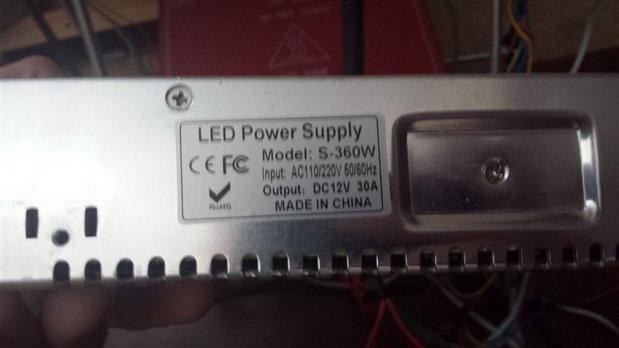 LED Power Supply
Model: S-360W
Input: AC110/220V 50/60Hz
Output: DC12V 30A
MADE IN CHINA
CE FC
RoHS